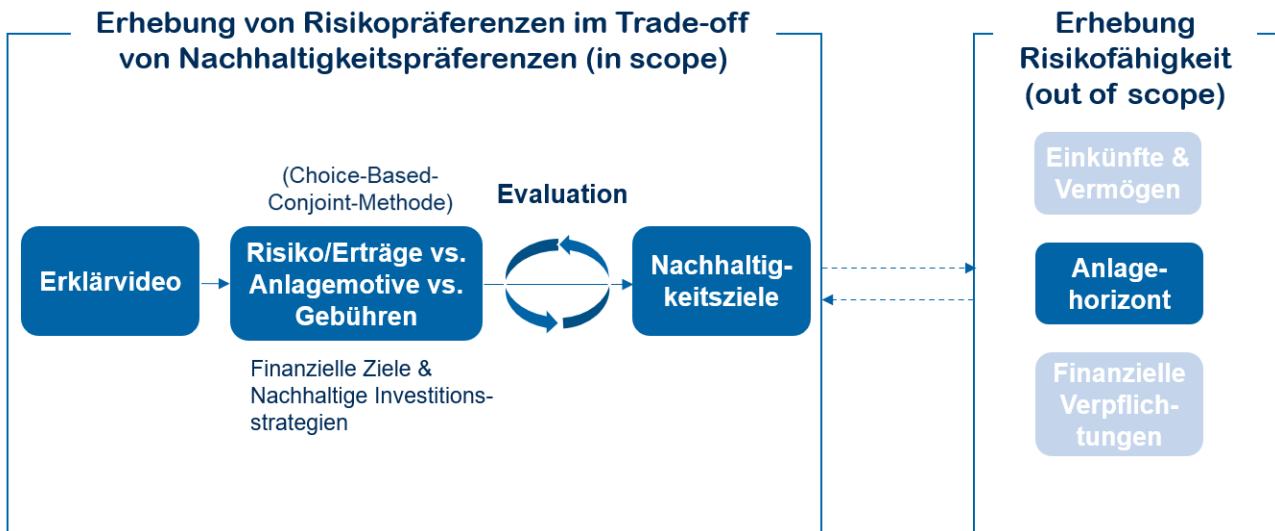 Erhebung von Risikopräferenzen im Trade-off
von Nachhaltigkeitspräferenzen (in scope)
(Choice-Based-
Conjoint-Methode)
Evaluation
Erklärvideo
Risiko/Erträge vs.
Anlagemotive vs.
Gebühren
Nachhaltig-
keitsziele
Finanzielle Ziele &
Nachhaltige Investitions-
strategien
Erhebung
Risikofähigkeit
(out of scope)
Einkünfte &
Vermögen
Anlage-
horizont
Finanzielle
Verpflich-
tungen